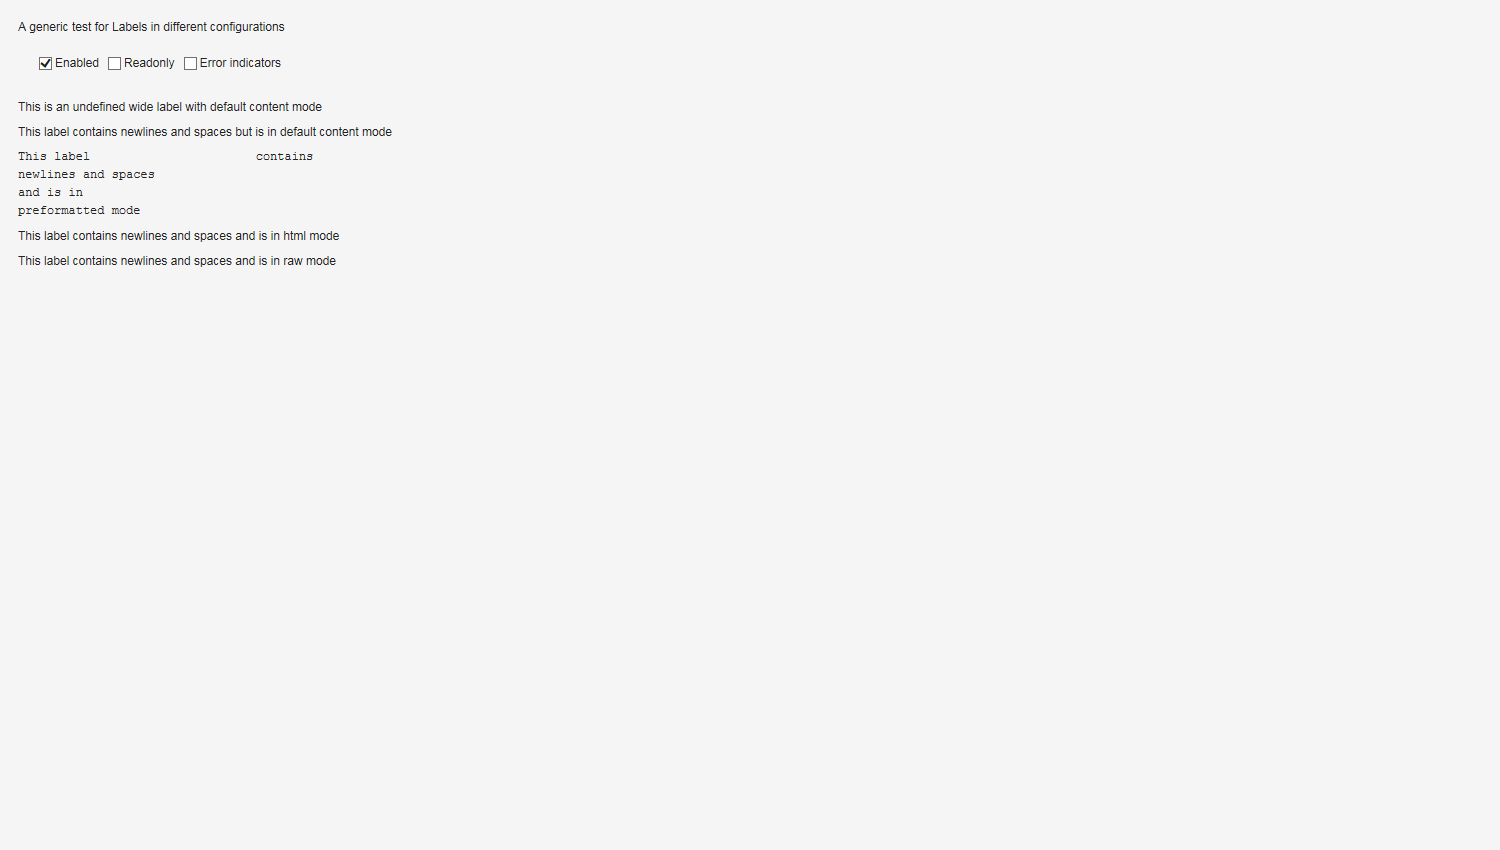 A generic test for Labels in different configurations
Enabled Readonly Error indicators
This is an undefined wide label with default content mode
This label contains newlines and spaces but is in default content mode
This label                       contains
newlines and spaces
and is in
preformatted mode
This label contains newlines and spaces and is in html mode
This label contains newlines and spaces and is in raw mode